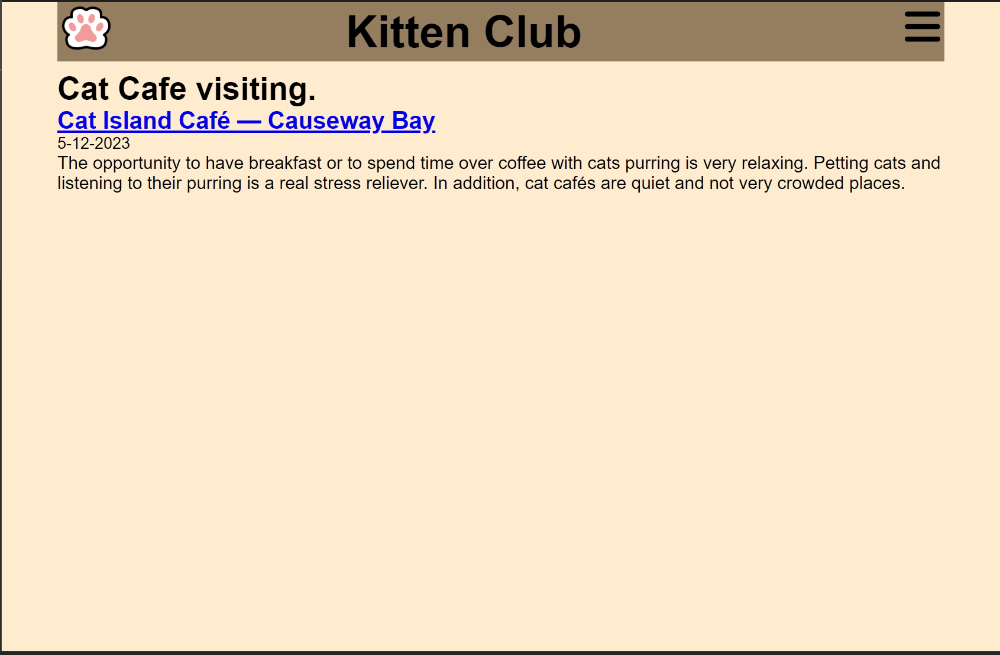 Kitten Club
Cat Cafe visiting.
Cat Island Café — Causeway Bay
5-12-2023
The opportunity to have breakfast or to spend time over coffee with cats purring is very relaxing. Petting cats and
listening to their purring is a real stress reliever. In addition, cat cafés are quiet and not very crowded places.